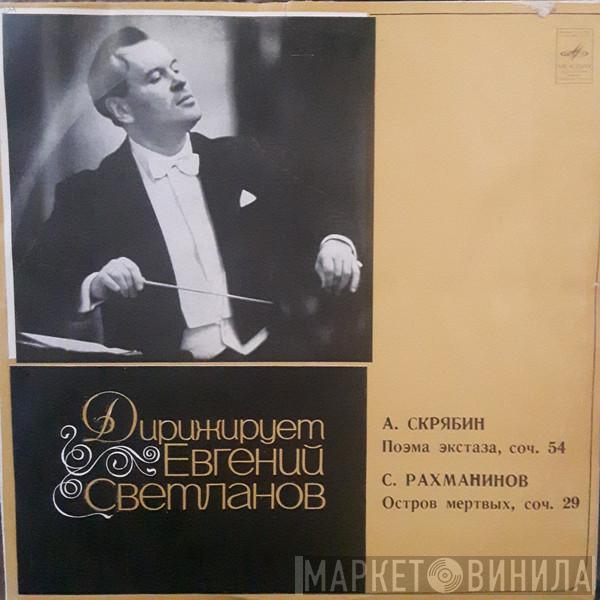 Дирижирует
Евгений
Светланов
А. СКРЯБИН
Поэма экстаза, соч. 54
С. РАХМАНИНОВ
Остров мертвых, соч. 29
МАРКЕТ ВИНИЛА